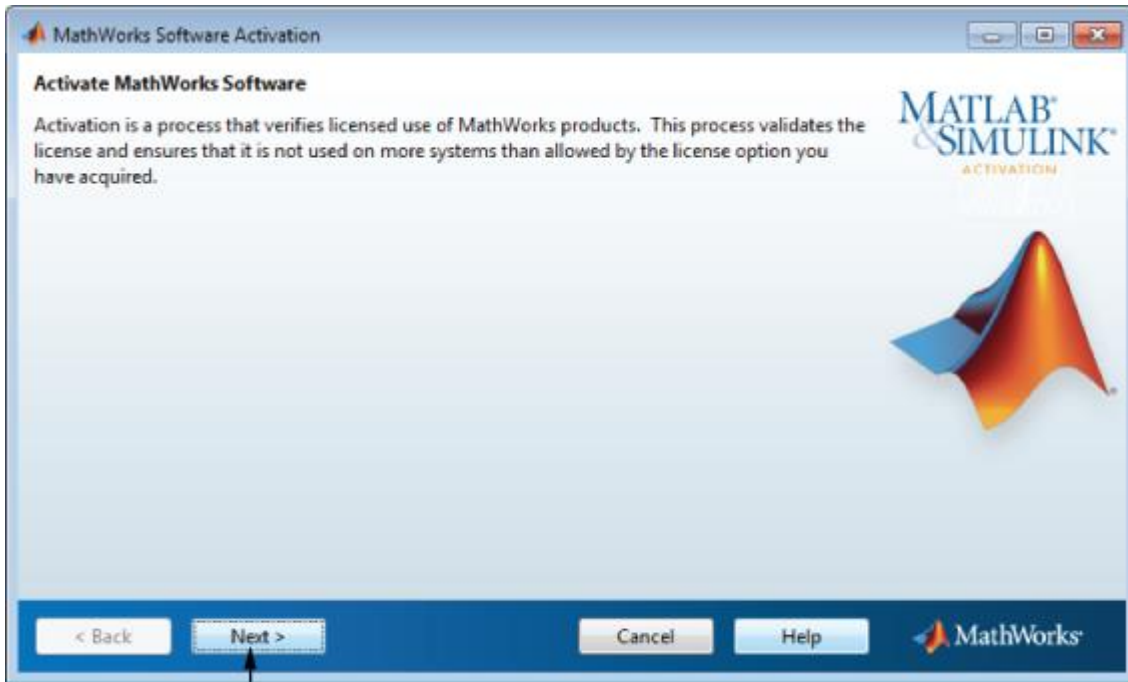 MathWorks Software Activation
Activate MathWorks Software
Activation is a process that verifies licensed use of MathWorks products. This process validates the
license and ensures that it is not used on more systems than allowed by the license option you
have acquired.
MATLAB®
&SIMULINK®
ACTIVATION
< Back
Next >
Cancel
Help
MathWorks®